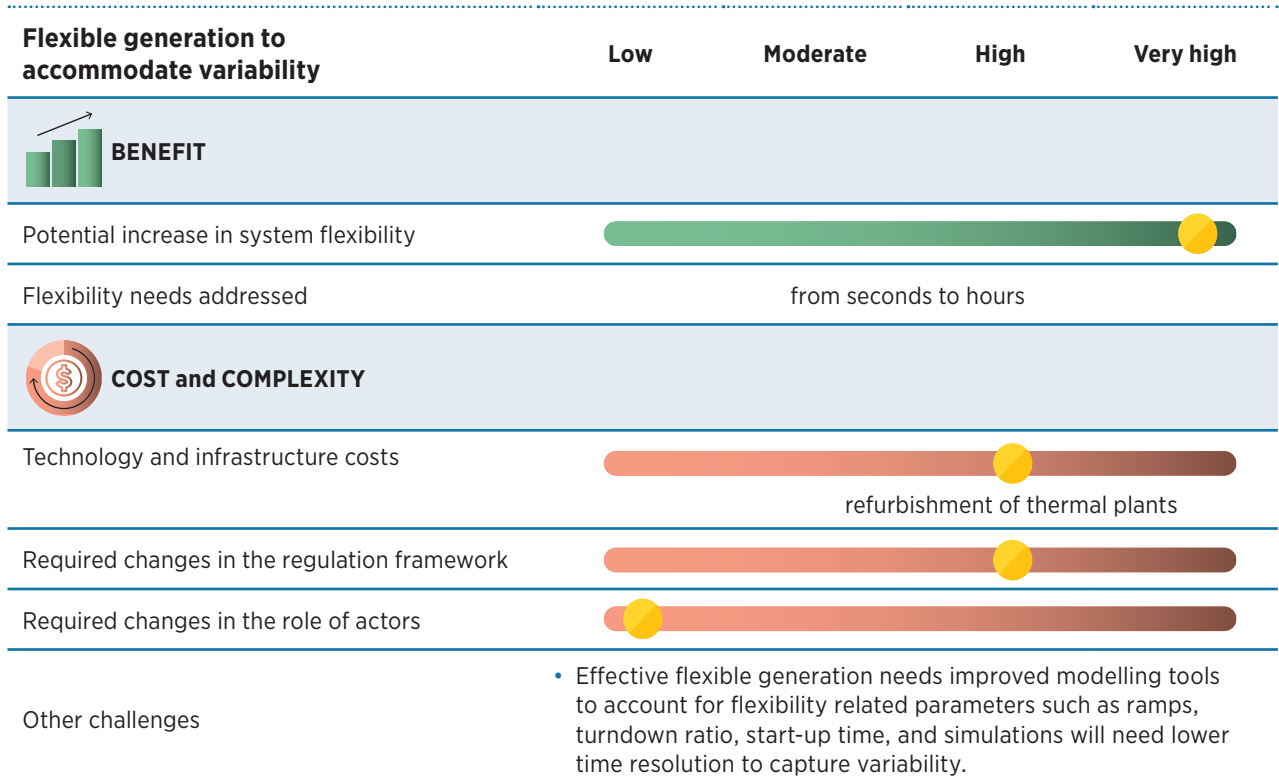 Flexible generation to
accommodate variability
Low Moderate High Very high
BENEFIT
Potential increase in system flexibility
Flexibility needs addressed
from seconds to hours
$
COST and COMPLEXITY
Technology and infrastructure costs
refurbishment of thermal plants
Required changes in the regulation framework
Required changes in the role of actors
Other challenges
• Effective flexible generation needs improved modelling tools
to account for flexibility related parameters such as ramps,
turndown ratio, start-up time, and simulations will need lower
time resolution to capture variability.